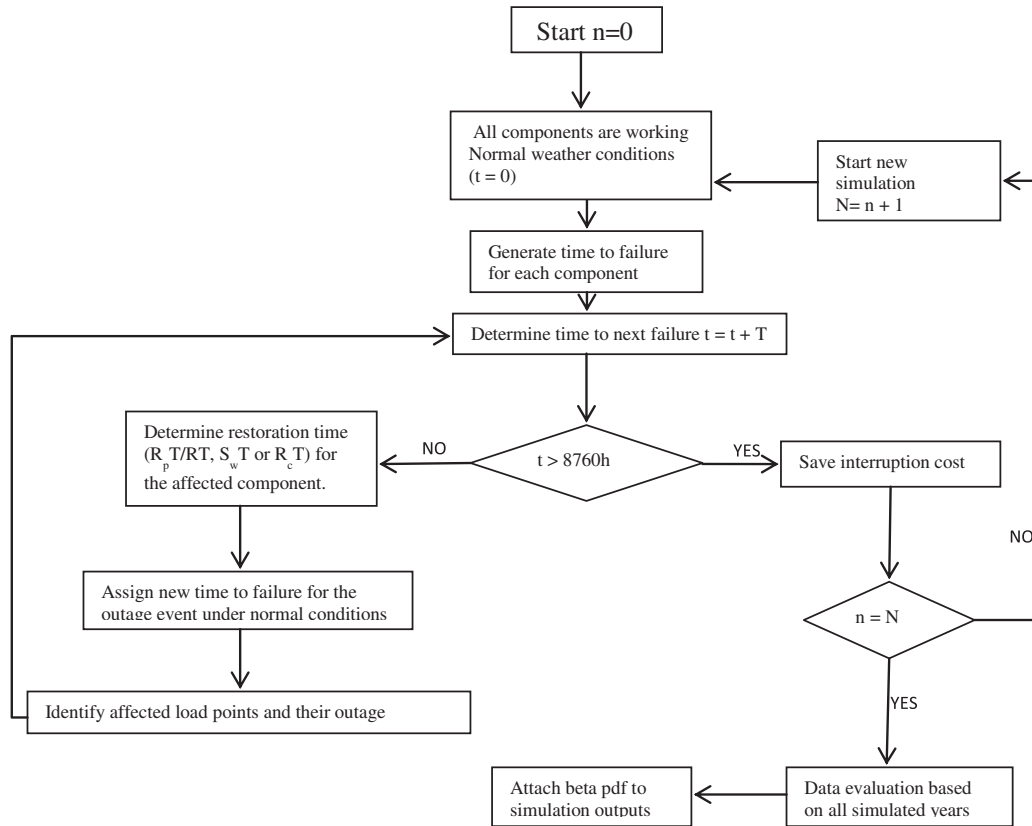 Start n=0
All components are working
Normal weather conditions
(t = 0)
Start new
simulation
N= n + 1
Generate time to failure
for each component
Determine time to next failure t = t + T
Determine restoration time
(R_pT/RT, S_wT or R_cT) for
the affected component.
NO
t > 8760h
YES
Save interruption cost
NO
Assign new time to failure for the
outage event under normal conditions
n = N
Identify affected load points and their outage
YES
Attach beta pdf to
simulation outputs
Data evaluation based
on all simulated years